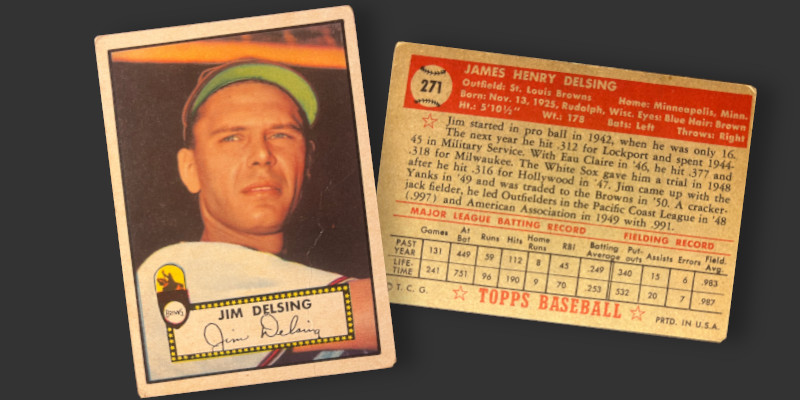 JIM DELSING
Jim Delsing
271
JAMES HENRY DELSING
Outfield: St. Louis Browns Home: Minneapolis, Minn.
Born: Nov. 13, 1925, Rudolph, Wisc. Eyes: Blue Hair: Brown
Ht.: 5'10½" Wt.: 178 Bats: Left Throws: Right
Jim started in pro ball in 1942, when he was only 16.
The next year he hit .312 for Lockport and spent 1944-
45 in Military Service. With Eau Claire in '46, he hit .377 and
.318 for Milwaukee. The White Sox gave him a trial in 1948
after he hit .316 for Hollywood in '47. Jim came up with the
Yanks in '49 and was traded to the Browns in '50. A cracker-
jack fielder, he led Outfielders in the Pacific Coast League in '48
(.997) and American Association in 1949 with .991.
MAJOR LEAGUE BATTING RECORD FIELDING RECORD
Games At Bat Runs Hits Home Runs RBI Batting Average Put-outs Assists Errors Field. Avg.
PAST YEAR 131 449 59 112 8 45 .249 340 15 6 .983
LIFE-TIME 241 751 96 190 9 70 .253 532 20 7 .987
T. C. G. TOPPS BASEBALL PRTD. IN U.S.A.